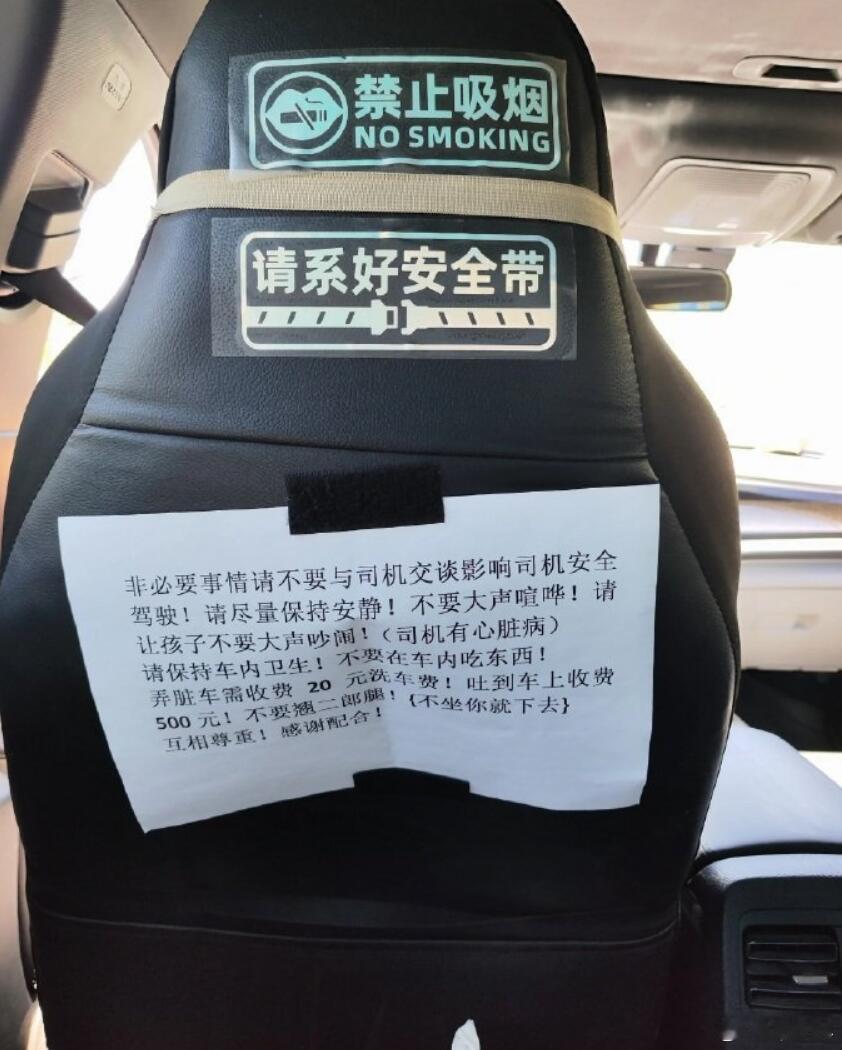 禁止吸烟
NO SMOKING
请系好安全带
非必要事情请不要与司机交谈影响司机安全
驾驶！请尽量保持安静！不要大声喧哗！请
让孩子不要大声吵闹！（司机有心脏病）
请保持车内卫生！不要在车内吃东西！
弄脏车需收费 20 元洗车费！吐到车上收费
500 元！不要翘二郎腿！{不坐你就下去}
互相尊重！感谢配合！